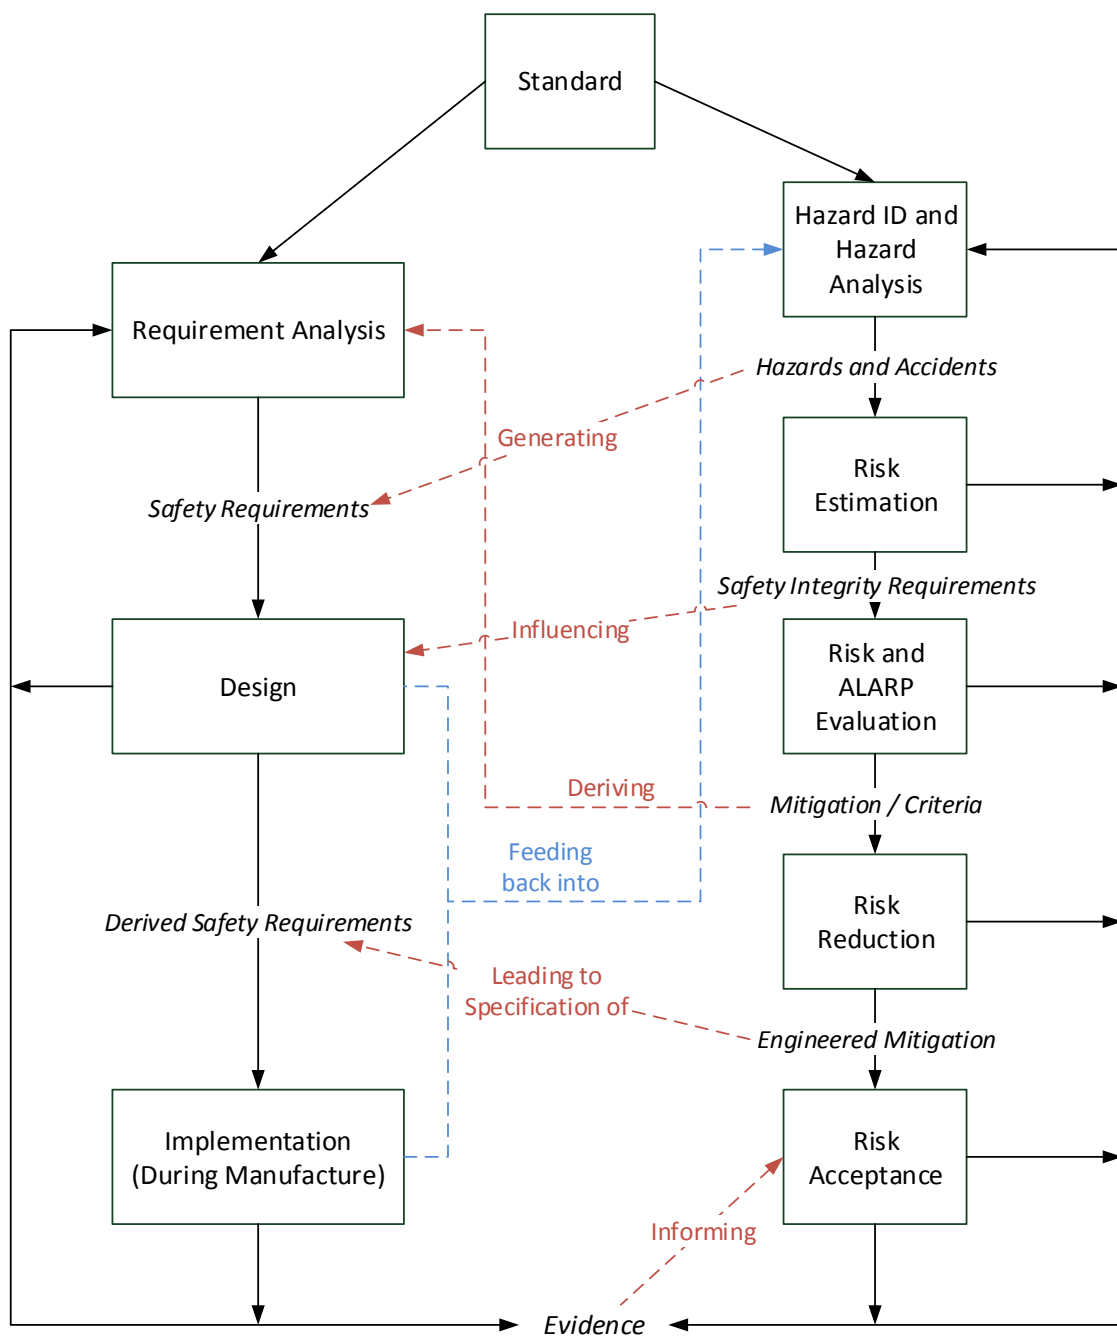 Standard
Hazard ID and
Hazard
Analysis
Requirement Analysis
Hazards and Accidents
Generating
Safety Requirements
Risk
Estimation
Safety Integrity Requirements
Influencing
Design
Risk and
ALARP
Evaluation
Deriving
Mitigation / Criteria
Feeding
back into
Derived Safety Requirements
Risk
Reduction
Leading to
Specification of
Engineered Mitigation
Implementation
(During Manufacture)
Risk
Acceptance
Informing
Evidence